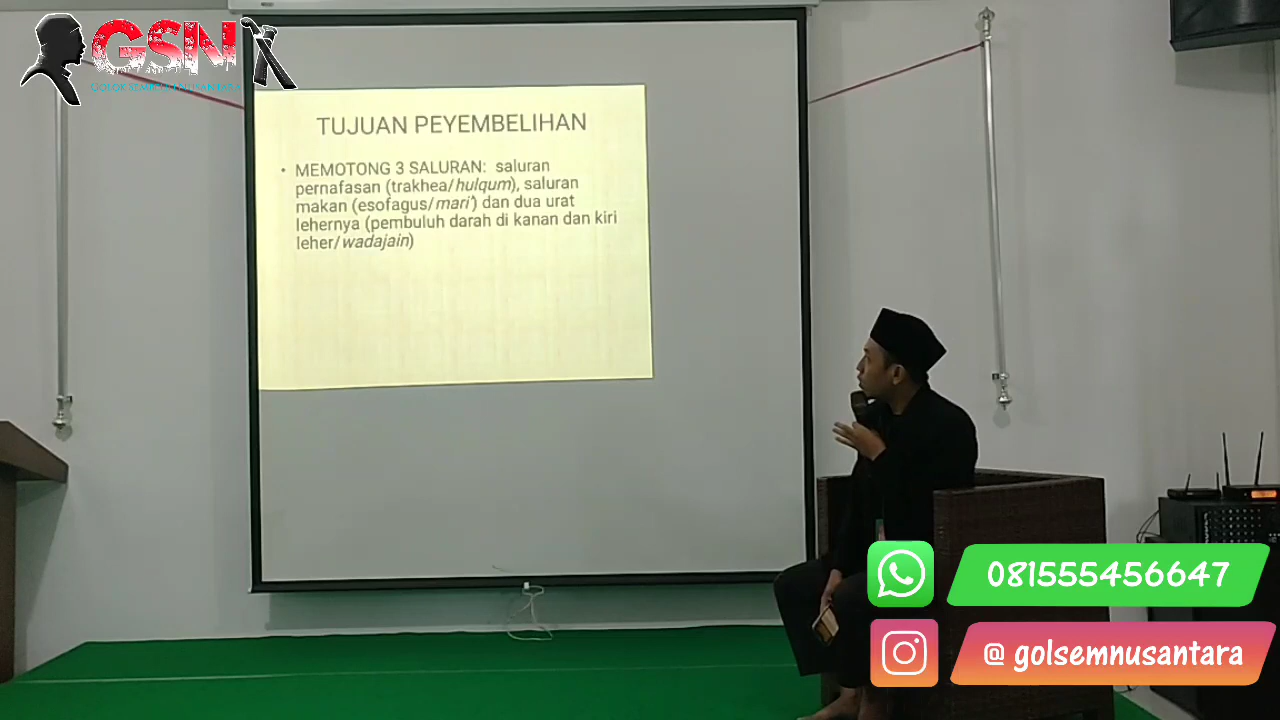 GSN
TUJUAN PEYEMBELIHAN
• MEMOTONG 3 SALURAN: saluran
pernafasan (trakhea/hulqum), saluran
makan (esofagus/mari') dan dua urat
lehernya (pembuluh darah di kanan dan kiri
leher/wadajain)
081555456647
@ golsemnusantara